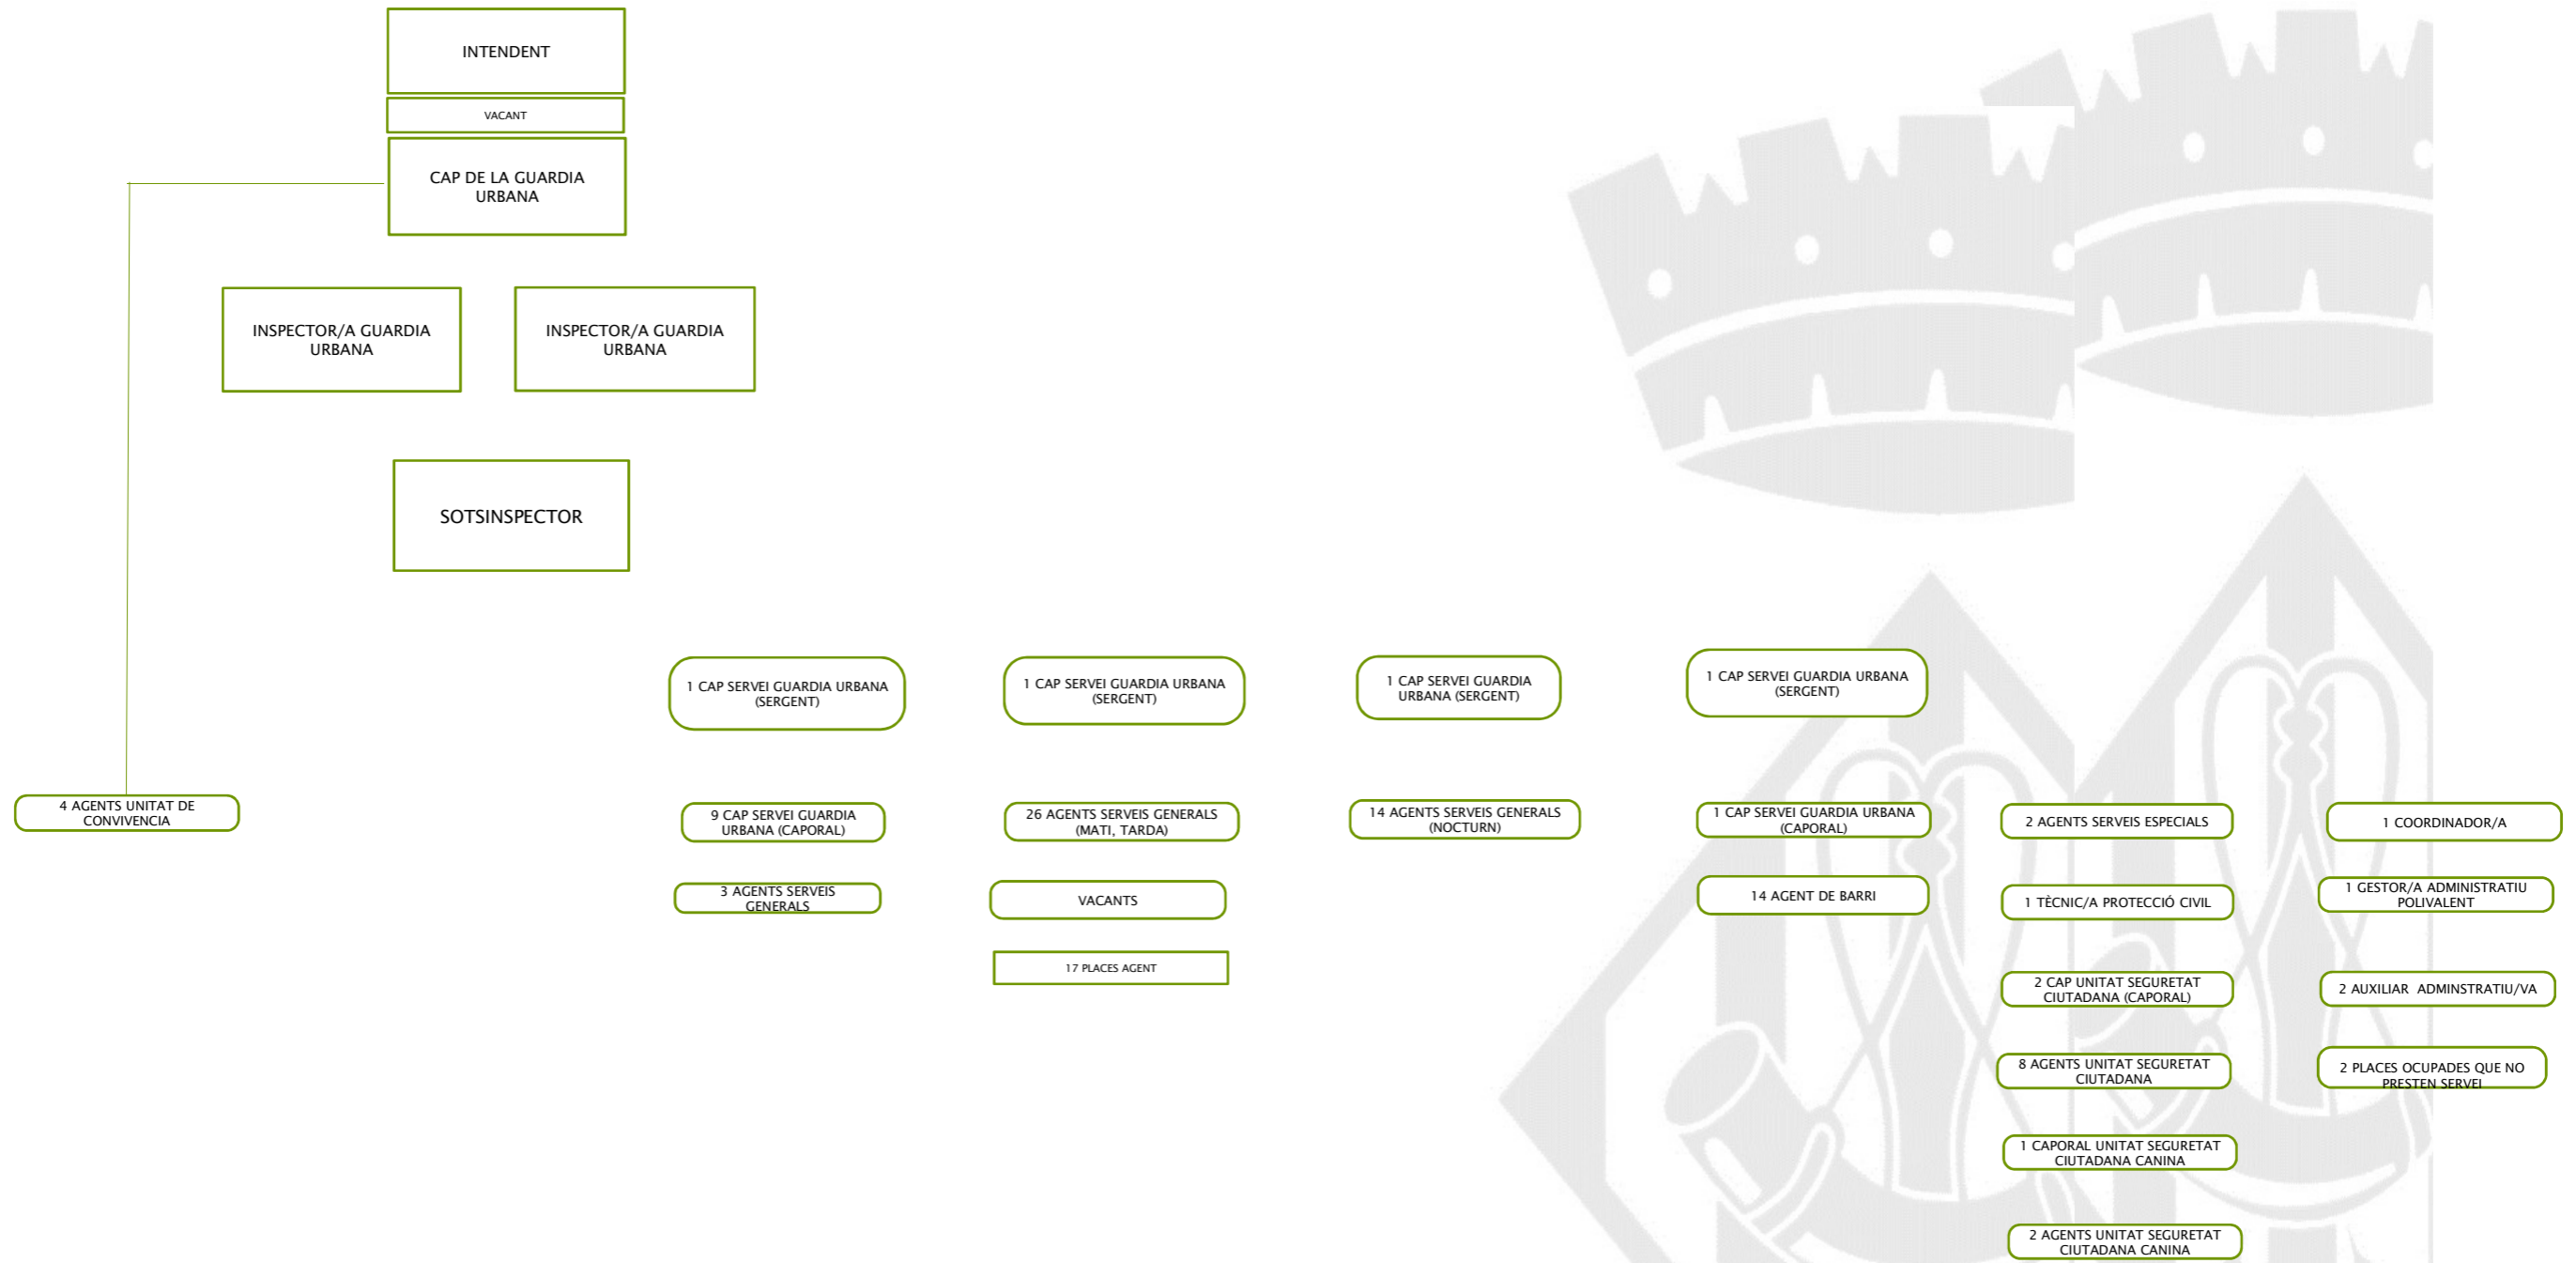 INTENDENT
VACANT
CAP DE LA GUARDIA
URBANA
INSPECTOR/A GUARDIA
URBANA
INSPECTOR/A GUARDIA
URBANA
SOTSINSPECTOR
1 CAP SERVEI GUARDIA URBANA
(SERGENT)
1 CAP SERVEI GUARDIA URBANA
(SERGENT)
1 CAP SERVEI GUARDIA
URBANA (SERGENT)
1 CAP SERVEI GUARDIA URBANA
(SERGENT)
4 AGENTS UNITAT DE
CONVIVENCIA
9 CAP SERVEI GUARDIA
URBANA (CAPORAL)
26 AGENTS SERVEIS GENERALS
(MATI, TARDA)
14 AGENTS SERVEIS GENERALS
(NOCTURN)
1 CAP SERVEI GUARDIA URBANA
(CAPORAL)
2 AGENTS SERVEIS ESPECIALS
1 COORDINADOR/A
3 AGENTS SERVEIS
GENERALS
VACANTS
14 AGENT DE BARRI
1 TÈCNIC/A PROTECCIÓ CIVIL
1 GESTOR/A ADMINISTRATIU
POLIVALENT
17 PLACES AGENT
2 CAP UNITAT SEGURETAT
CIUTADANA (CAPORAL)
2 AUXILIAR ADMINSTRATIU/VA
8 AGENTS UNITAT SEGURETAT
CIUTADANA
2 PLACES OCUPADES QUE NO
PRESTEN SERVEI
1 CAPORAL UNITAT SEGURETAT
CIUTADANA CANINA
2 AGENTS UNITAT SEGURETAT
CIUTADANA CANINA